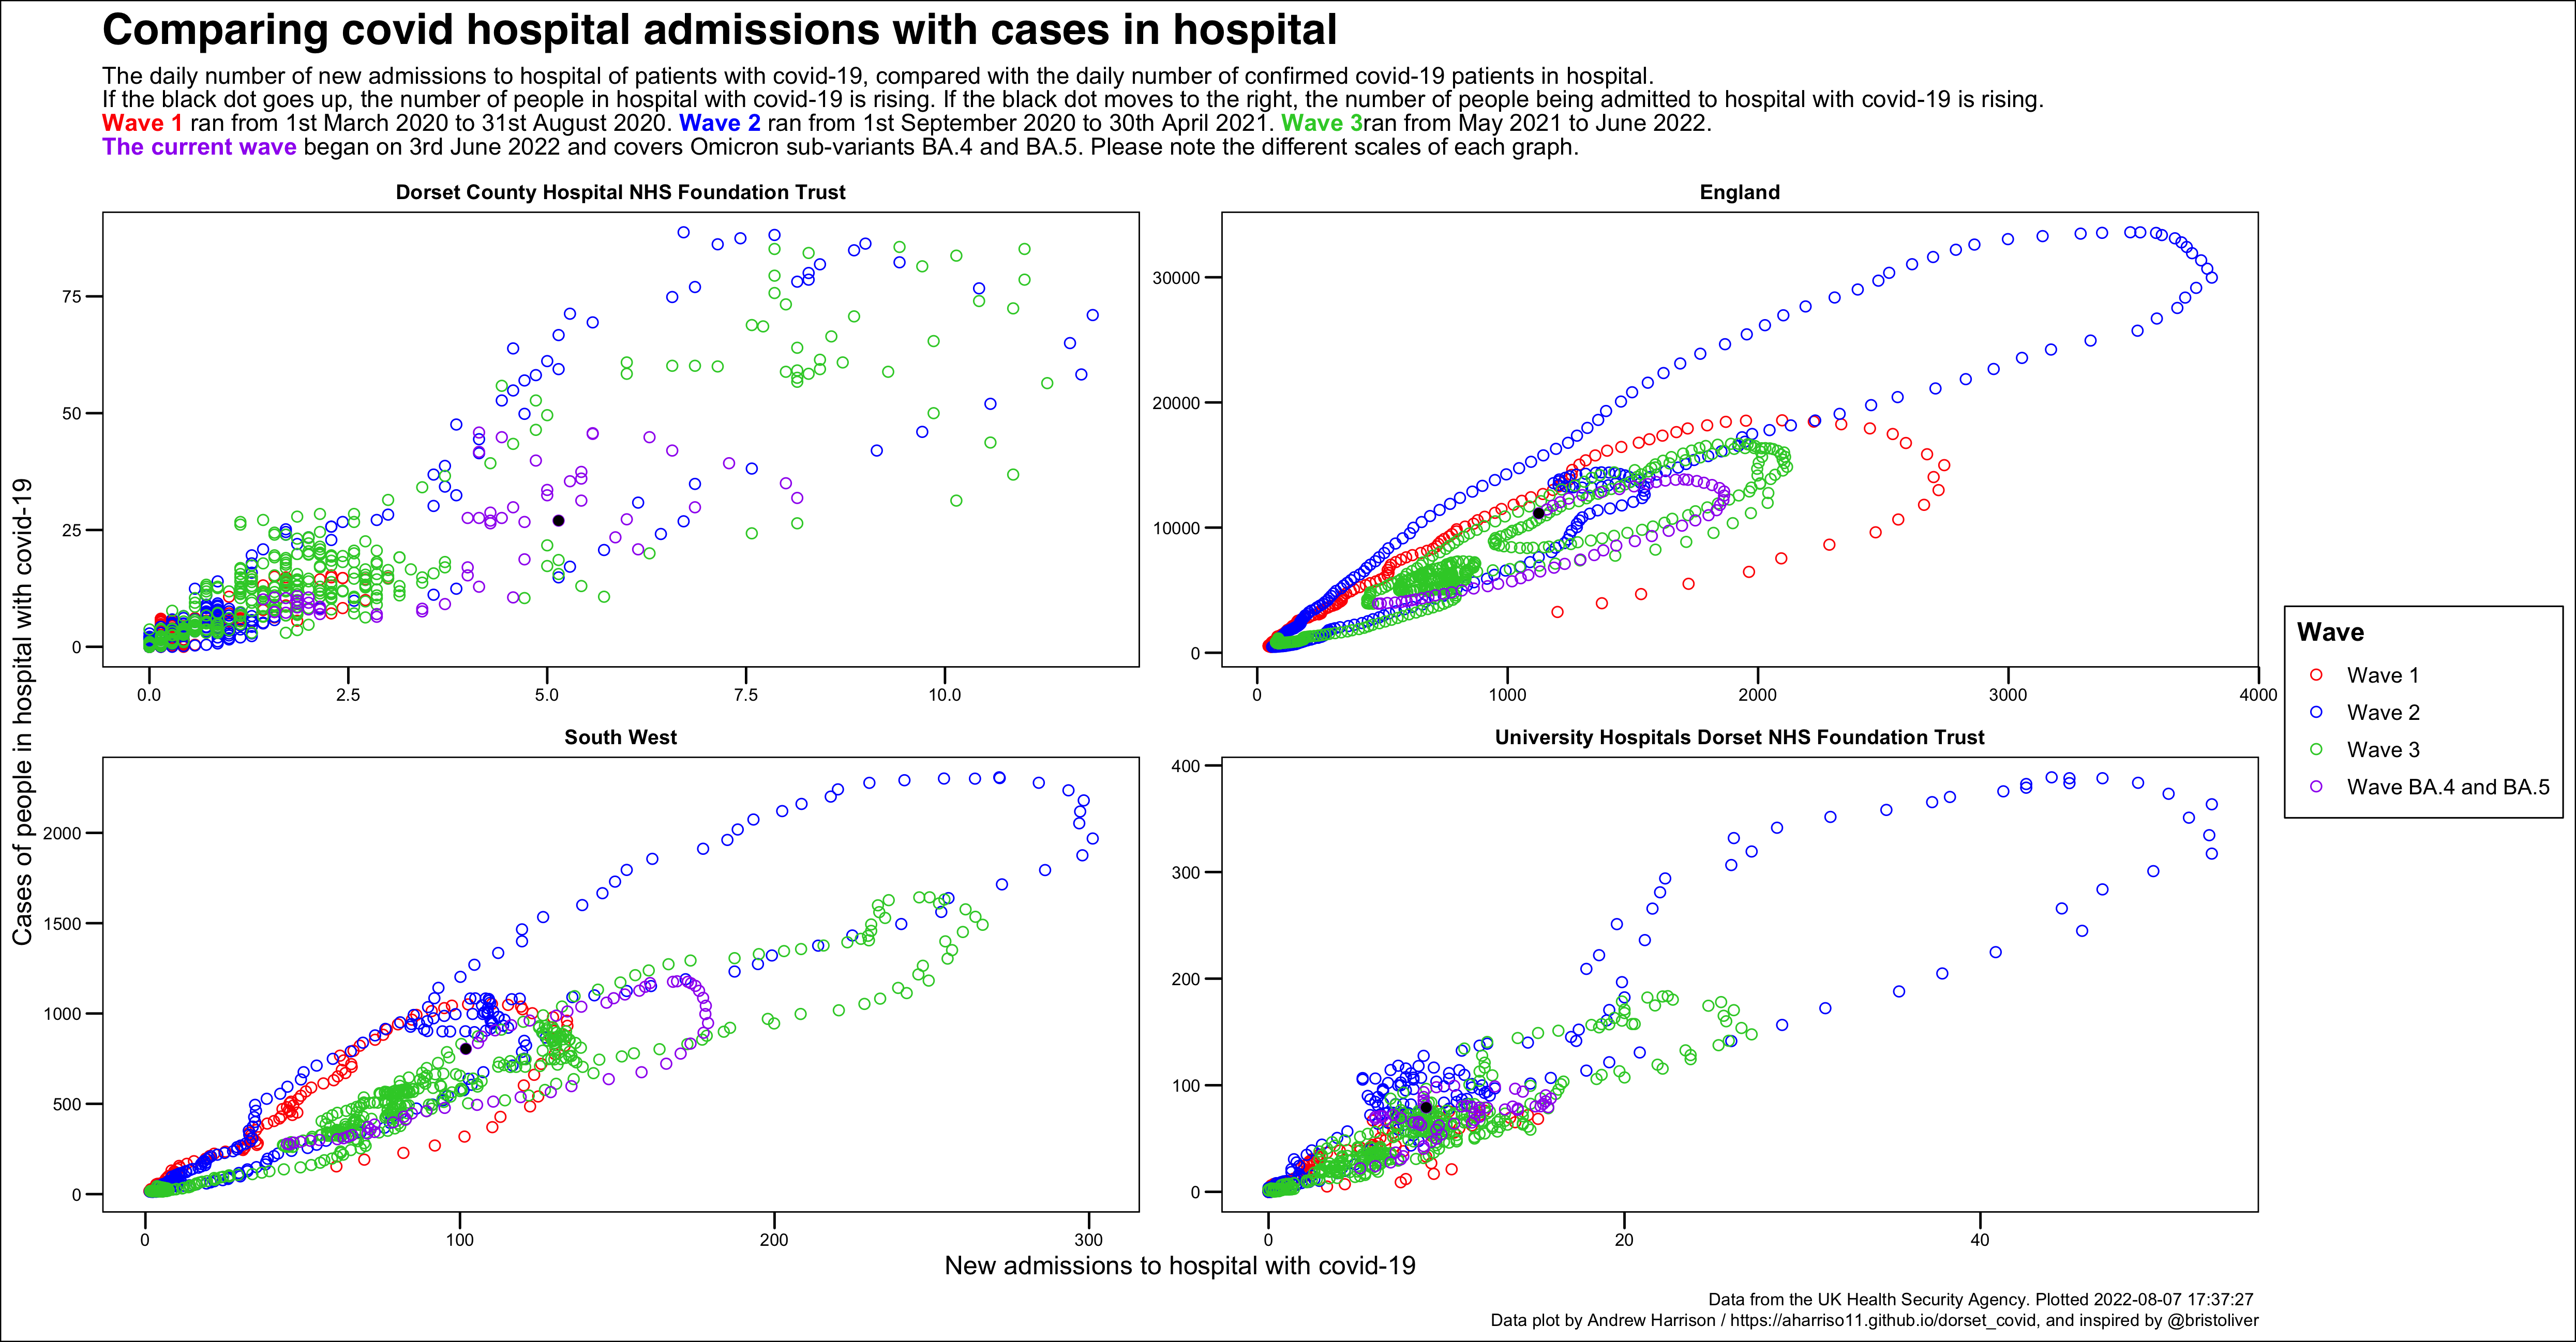 Comparing covid hospital admissions with cases in hospital
The daily number of new admissions to hospital of patients with covid-19, compared with the daily number of confirmed covid-19 patients in hospital.
If the black dot goes up, the number of people in hospital with covid-19 is rising. If the black dot moves to the right, the number of people being admitted to hospital with covid-19 is rising.
Wave 1 ran from 1st March 2020 to 31st August 2020. Wave 2 ran from 1st September 2020 to 30th April 2021. Wave 3ran from May 2021 to June 2022.
The current wave began on 3rd June 2022 and covers Omicron sub-variants BA.4 and BA.5. Please note the different scales of each graph.
Cases of people in hospital with covid-19
Dorset County Hospital NHS Foundation Trust
75
50
25
0
0.0 2.5 5.0 7.5 10.0
England
30000
20000
10000
0
0 1000 2000 3000 4000
South West
2000
1500
1000
500
0
0 100 200 300
University Hospitals Dorset NHS Foundation Trust
400
300
200
100
0
0 20 40
New admissions to hospital with covid-19
Wave
Wave 1
Wave 2
Wave 3
Wave BA.4 and BA.5
Data from the UK Health Security Agency. Plotted 2022-08-07 17:37:27
Data plot by Andrew Harrison / https://aharriso11.github.io/dorset_covid, and inspired by @bristoliver